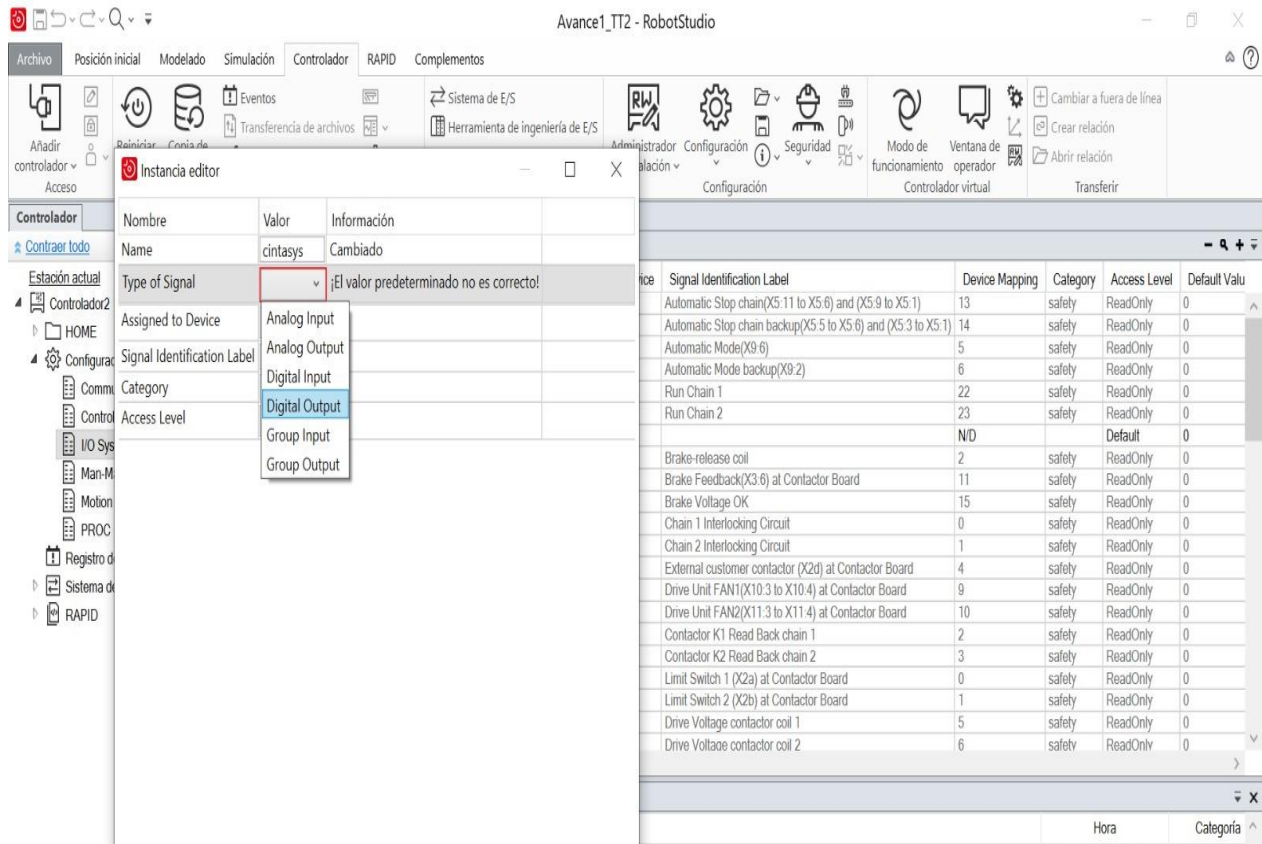 Avance1_TT2 - RobotStudio
Archivo Posición inicial Modelado Simulación Controlador RAPID Complementos
Añadir controlador
Acceso
Reiniciar
Copia de
Eventos
Transferencia de archivos
Sistema de E/S
Herramienta de ingeniería de E/S
Configuración
Seguridad
Configuración
Modo de funcionamiento
Ventana de operador
Controlador virtual
Cambiar a fuera de línea
Crear relación
Abrir relación
Transferir
Controlador
Contraer todo
Estación actual
Controlador2
HOME
I/O Sys
Motion
PROC
RAPID
Instancia editor
Nombre Valor Información
Name cintasys Cambiado
Type of Signal ¡El valor predeterminado no es correcto!
Assigned to Device
Signal Identification Label
Category
Access Level
Analog Input
Analog Output
Digital Input
Digital Output
Group Input
Group Output
Signal Identification Label Device Mapping Category Access Level Default Valu
Automatic Stop chain(X5:11 to X5:6) and (X5:9 to X5:1) 13 safety ReadOnly 0
Automatic Stop chain backup(X5:5 to X5:6) and (X5:3 to X5:1) 14 safety ReadOnly 0
Automatic Mode(X9:6) 5 safety ReadOnly 0
Automatic Mode backup(X9:2) 6 safety ReadOnly 0
Run Chain 1 22 safety ReadOnly 0
Run Chain 2 23 safety ReadOnly 0
N/D Default 0
Brake-release coil 2 safety ReadOnly 0
Brake Feedback(X3:6) at Contactor Board 11 safety ReadOnly 0
Brake Voltage OK 15 safety ReadOnly 0
Chain 1 Interlocking Circuit 0 safety ReadOnly 0
Chain 2 Interlocking Circuit 1 safety ReadOnly 0
External customer contactor (X2d) at Contactor Board 4 safety ReadOnly 0
Drive Unit FAN1(X10:3 to X10:4) at Contactor Board 9 safety ReadOnly 0
Drive Unit FAN2(X11:3 to X11:4) at Contactor Board 10 safety ReadOnly 0
Contactor K1 Read Back chain 1 2 safety ReadOnly 0
Contactor K2 Read Back chain 2 3 safety ReadOnly 0
Limit Switch 1 (X2a) at Contactor Board 0 safety ReadOnly 0
Limit Switch 2 (X2b) at Contactor Board 1 safety ReadOnly 0
Drive Voltage contactor coil 1 5 safety ReadOnly 0
Drive Voltage contactor coil 2 6 safety ReadOnly 0
Hora Categoría